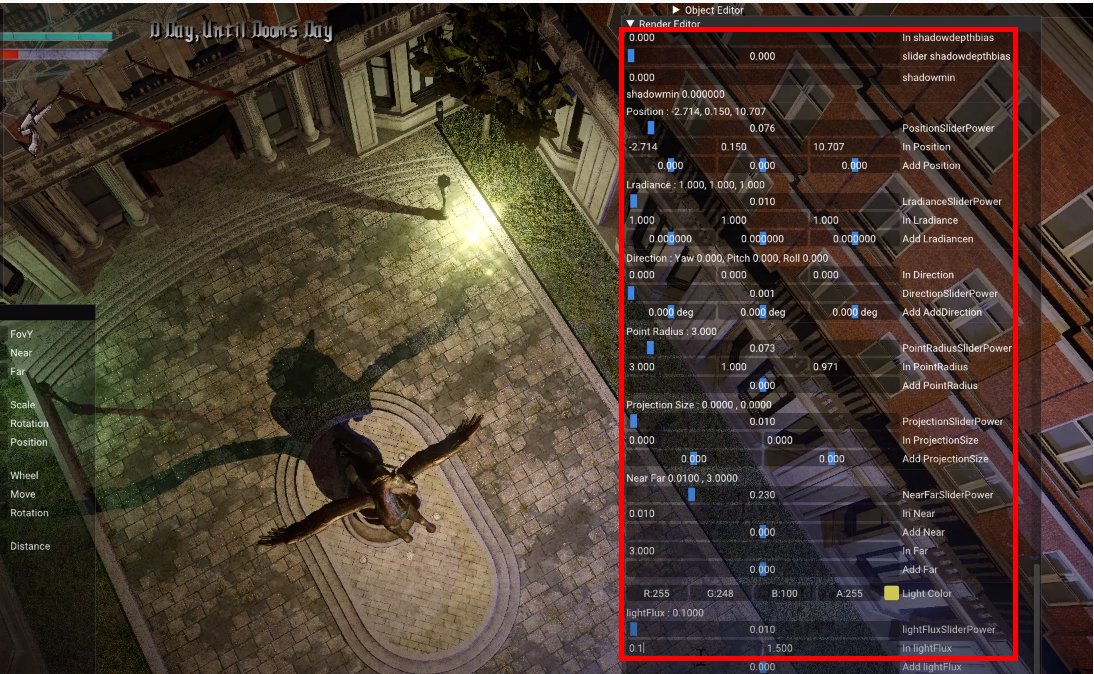 Object Editor
Render Editor
0 Day, Until Dooms Day
0.000 In shadowdepthbias
0.000 slider shadowdepthbias
0.000 shadowmin
shadowmin 0.000000
Position : -2.714, 0.150, 10.707
0.076 PositionSliderPower
-2.714 0.150 10.707 In Position
0.000 0.000 0.000 Add Position
Lradiance : 1.000, 1.000, 1.000
0.010 LradianceSliderPower
1.000 1.000 1.000 In Lradiance
0.000000 0.000000 0.000000 Add Lradiancen
Direction : Yaw 0.000, Pitch 0.000, Roll 0.000
0.000 0.000 0.000 In Direction
0.001 DirectionSliderPower
0.000 deg 0.000 deg 0.000 deg Add AddDirection
Point Radius : 3.000
0.073 PointRadiusSliderPower
3.000 1.000 0.971 In PointRadius
0.000 Add PointRadius
Projection Size : 0.0000 , 0.0000
0.010 ProjectionSliderPower
0.000 0.000 In ProjectionSize
0.000 0.000 Add ProjectionSize
Near Far 0.0100 , 3.0000
0.230 NearFarSliderPower
0.010 In Near
0.000 Add Near
3.000 In Far
0.000 Add Far
R:255 G:248 B:100 A:255 Light Color
lightFlux : 0.1000
0.010 lightFluxSliderPower
0.1 1.500 In lightFlux
0.000 Add lightFlux
FovY
Near
Far
Scale
Rotation
Position
Wheel
Move
Rotation
Distance